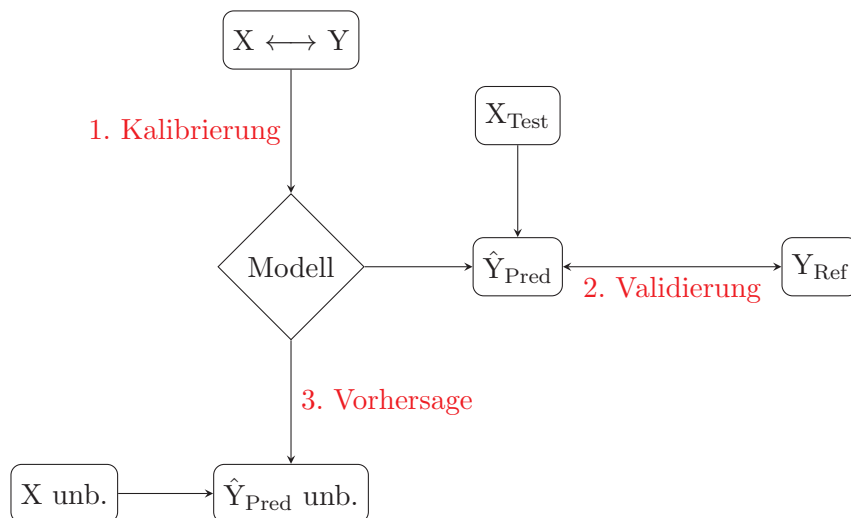 X ⟷ Y
1. Kalibrierung
X_Test
Modell
Ŷ_Pred
2. Validierung
Y_Ref
3. Vorhersage
X unb.
Ŷ_Pred unb.